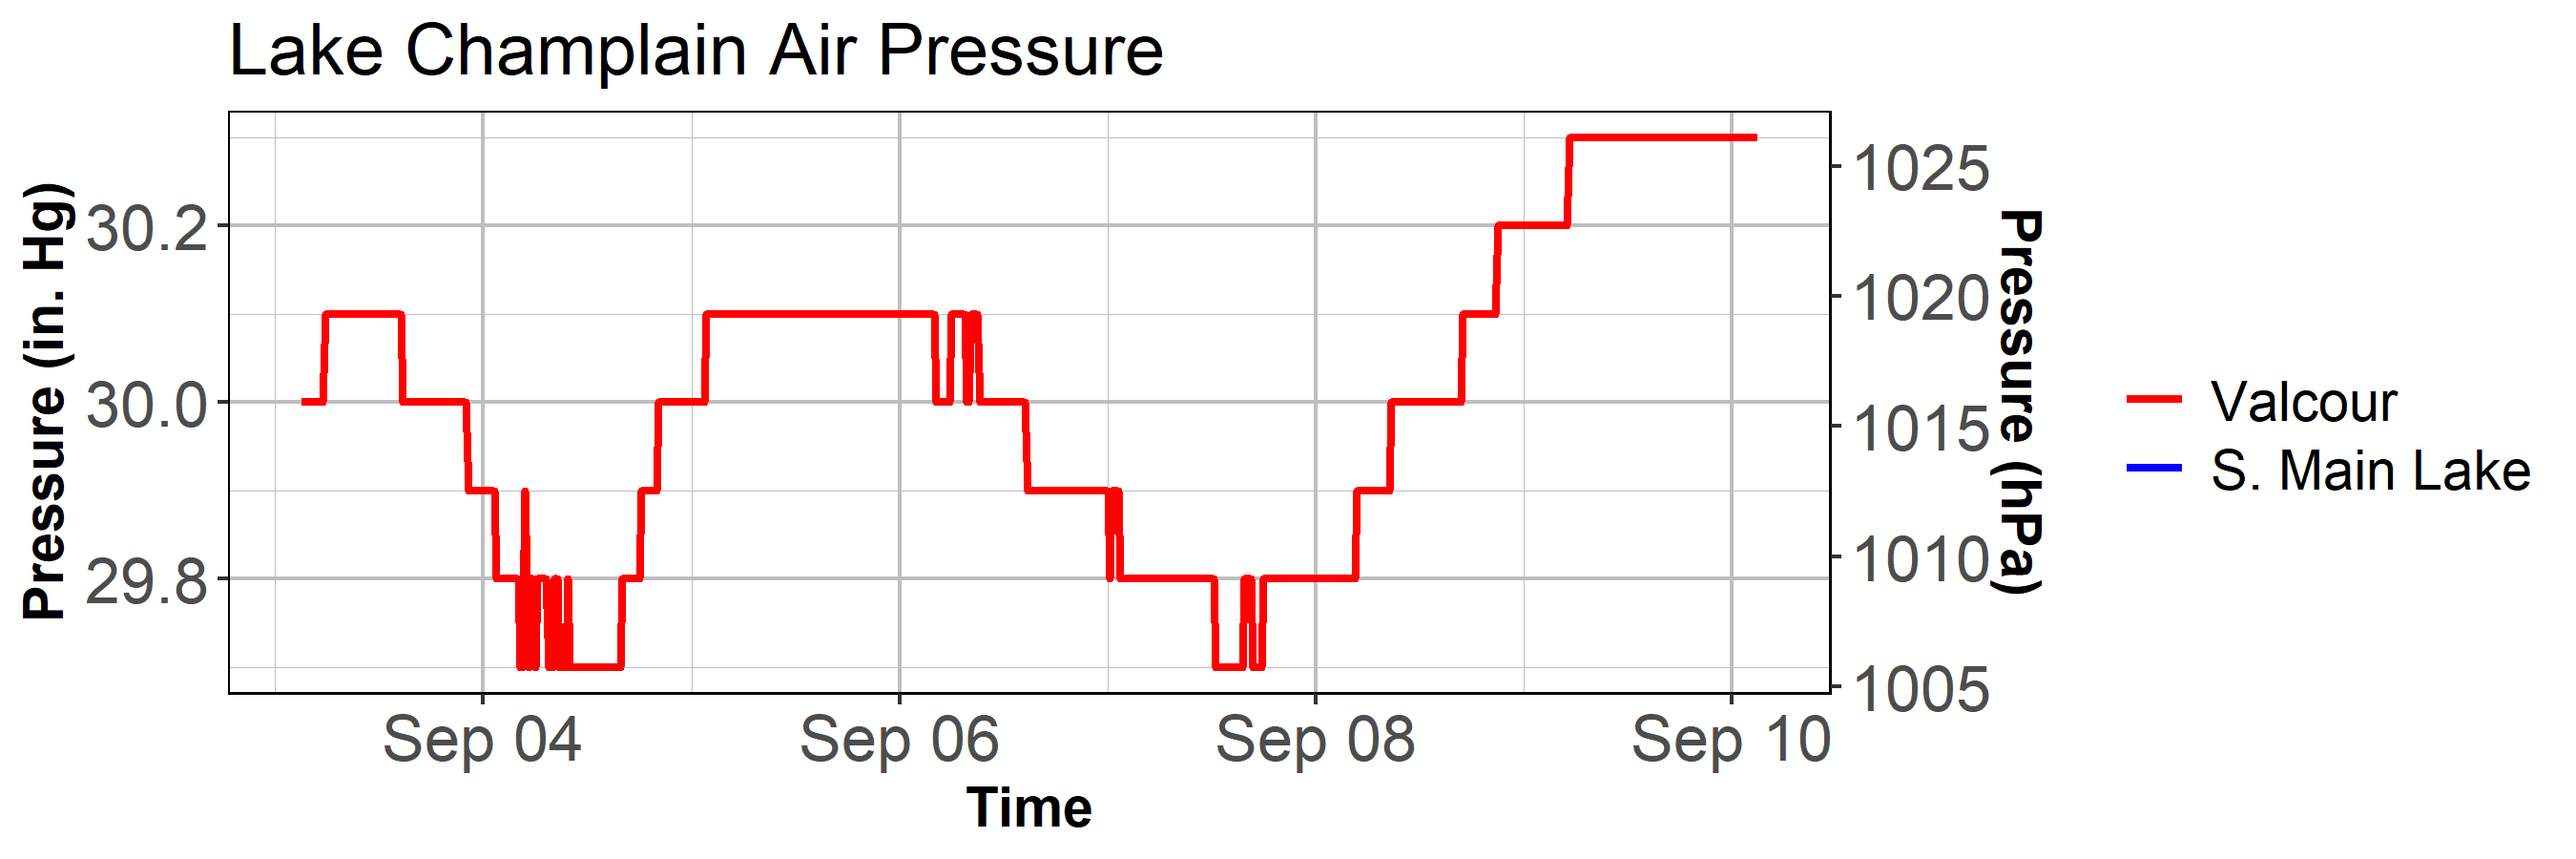 Lake Champlain Air Pressure
Pressure (in. Hg)
30.2
30.0
29.8
1025
1020
1015
1010
1005
Pressure (hPa)
Sep 04
Sep 06
Sep 08
Sep 10
Time
Valcour
S. Main Lake